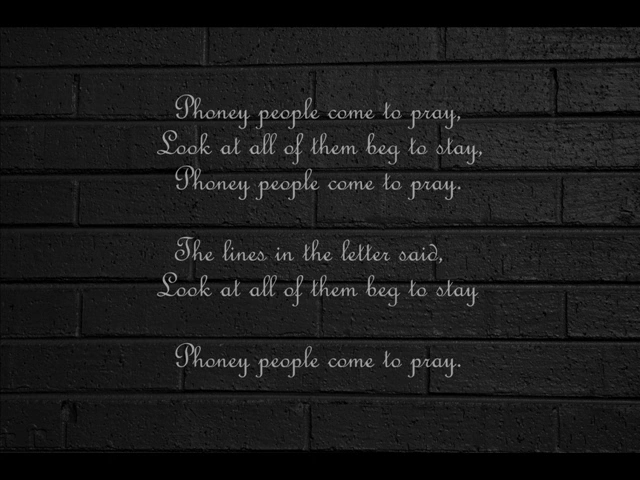 Phoney people come to pray,
Look at all of them beg to stay,
Phoney people come to pray.
The lines in the letter said,
Look at all of them beg to stay
Phoney people come to pray.